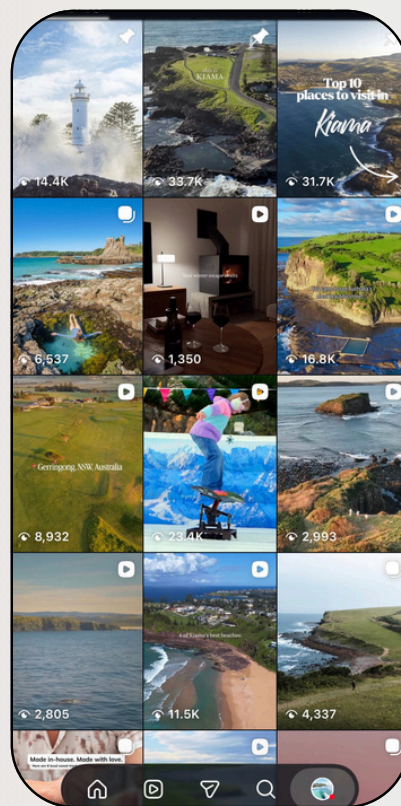 KIAMA
Top 10
places to visit in
Kiama
14.4K
33.7K
31.7K
6,537
1,350
16.8K
📍 Gerringong, NSW, Australia
8,932
23.4K
2,993
4 of Kiama's best beaches
2,805
11.5K
4,337
Made in-house. Made with love.